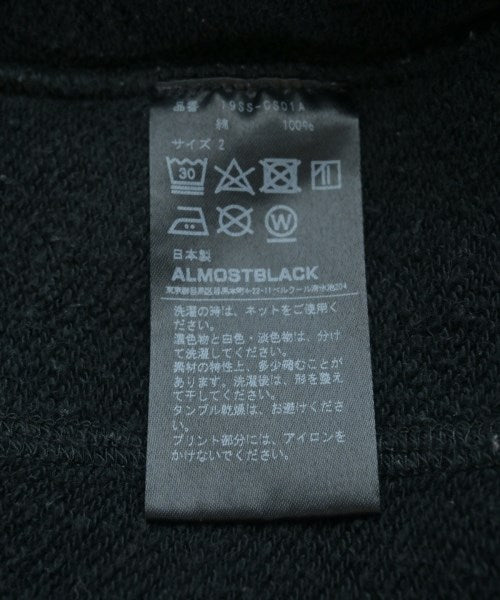 品番 19SS-CS01A
綿 100%
サイズ 2
30
W
日本製
ALMOSTBLACK
洗濯の時は、ネットをご使用くだ
さい。
濃色物と白色・淡色物は、分け
て洗濯してください。
素材の特性上、多少縮むことが
あります。洗濯後は、形を整え
て干してください。
タンブル乾燥は、お避けくださ
い。
プリント部分には、アイロンを
かけないでください。